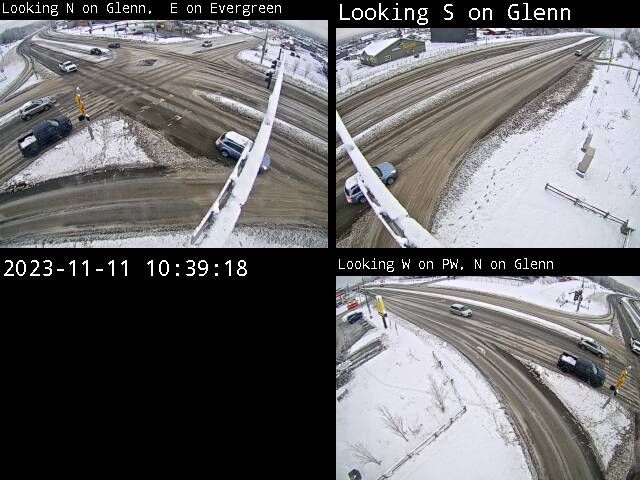 Looking N on Glenn, E on Evergreen
Looking S on Glenn
2023-11-11 10:39:18
Looking W on PW, N on Glenn